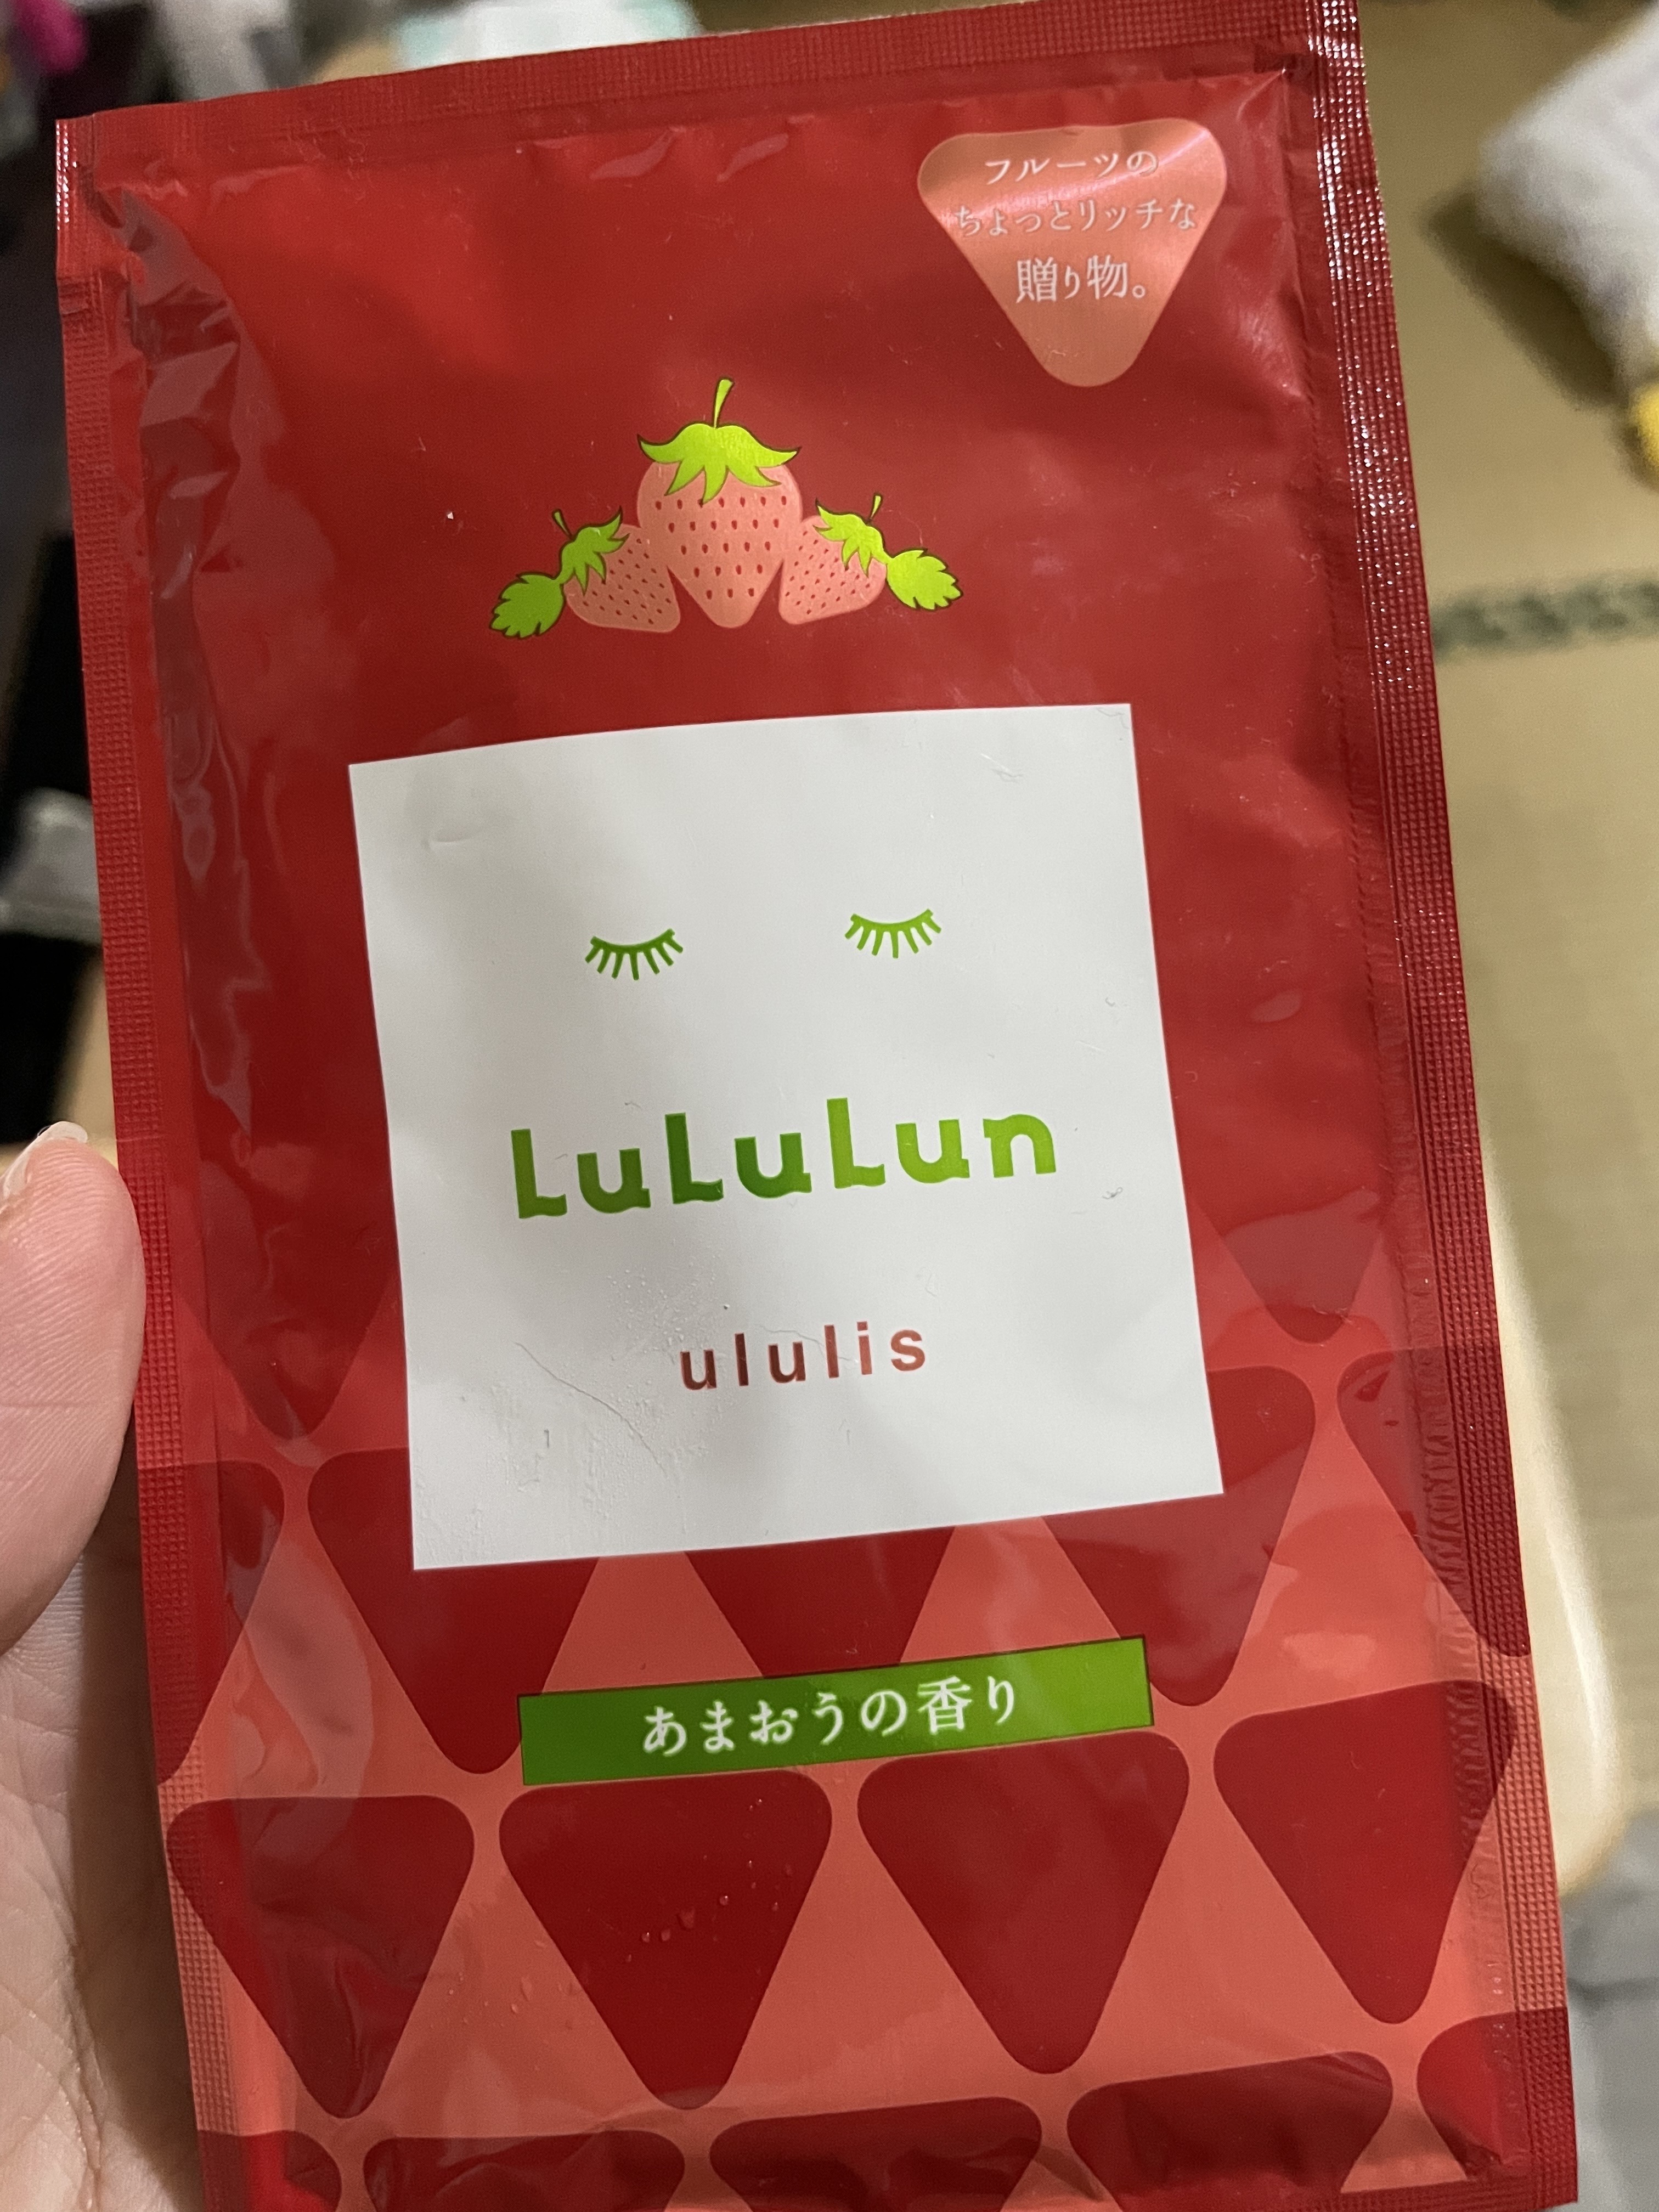 フルーツの
ちょっとリッチな
贈り物。
LuLuLun
ululis
あまおうの香り